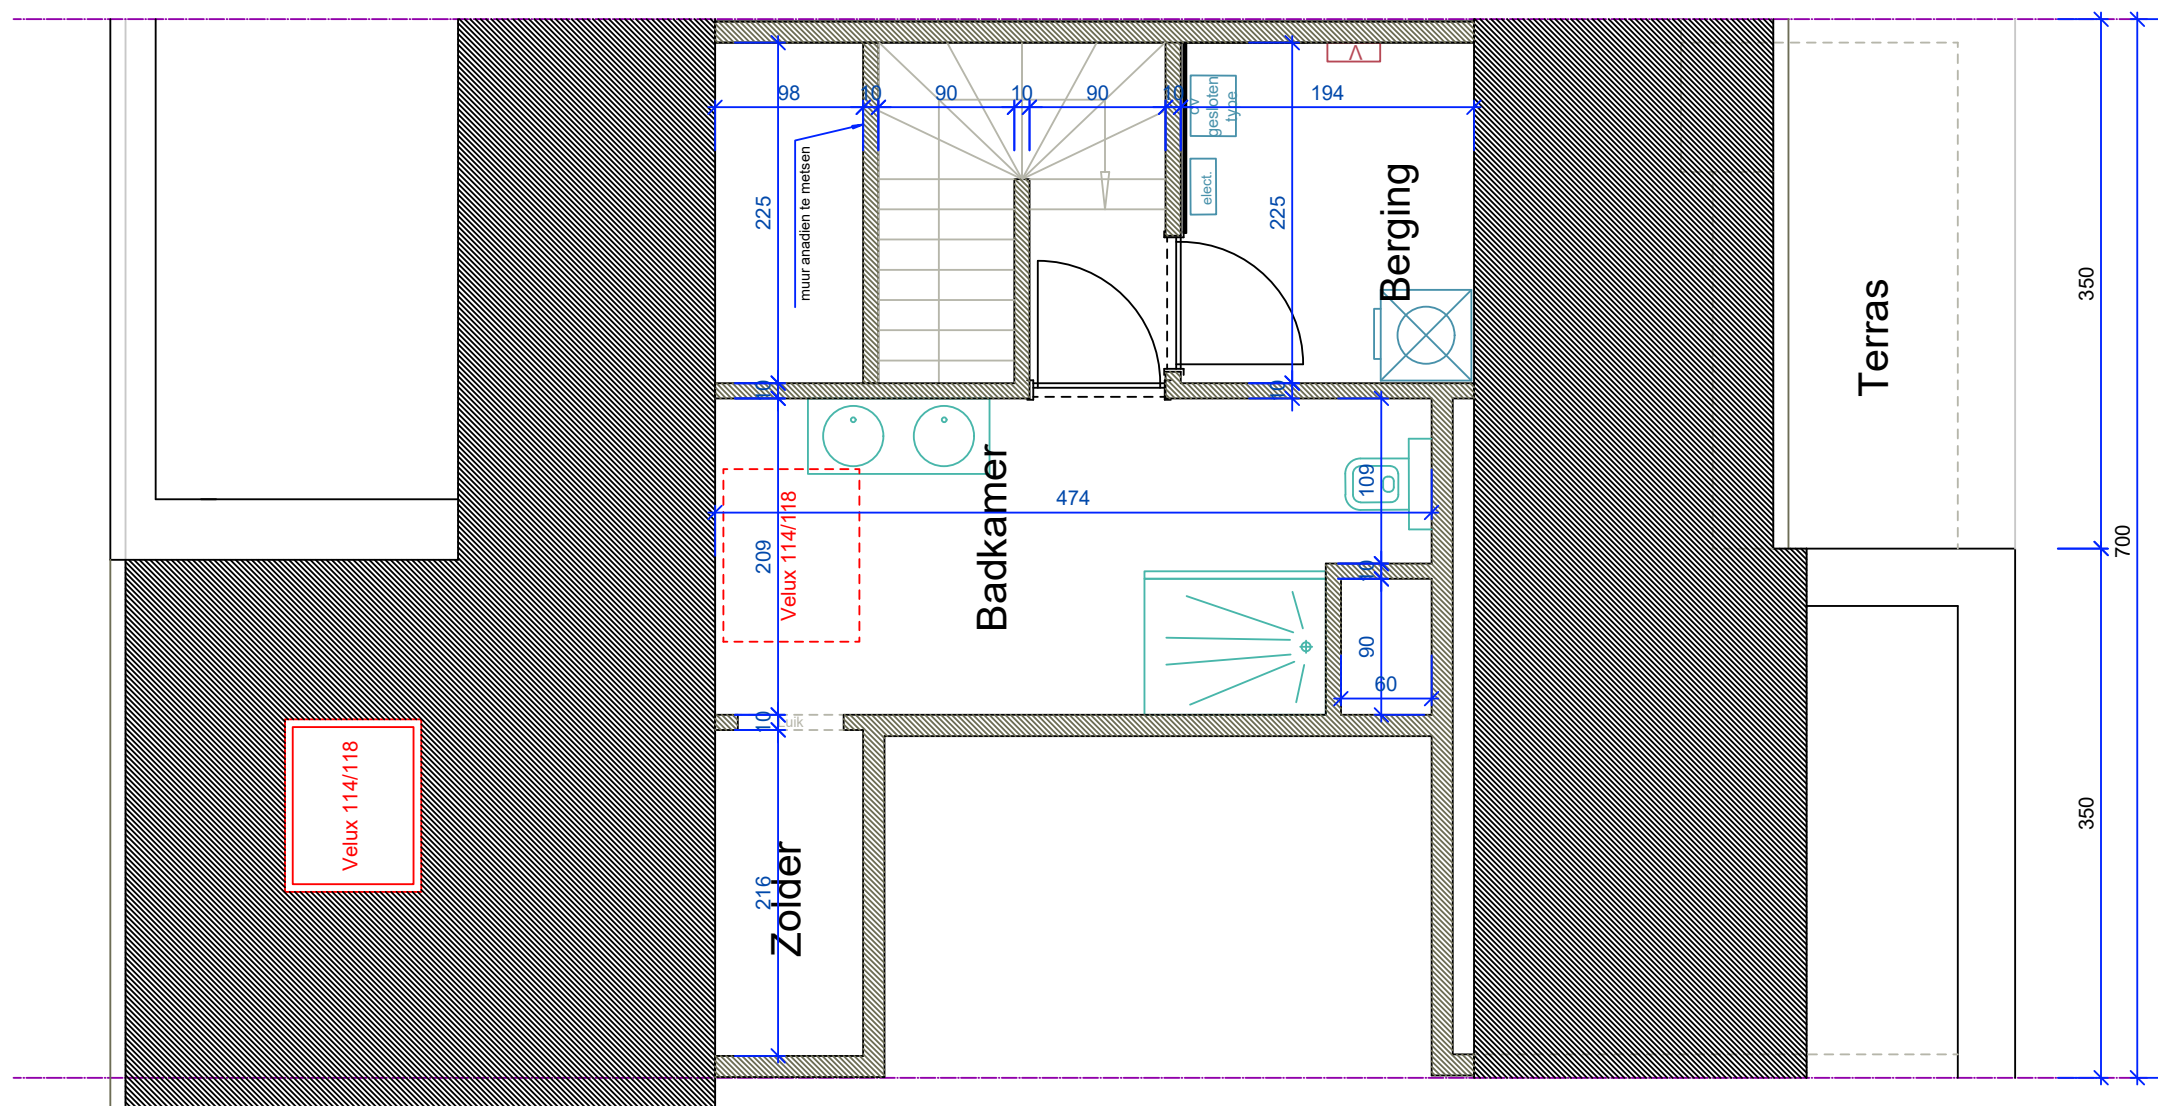 98
10
90
10
90
10
194
cv
gesloten
type
elect.
muur anadien te metsen
225
225
Berging
Terras
350
700
350
10
10
109
474
Badkamer
209
Velux 114/118
10
90
60
10
Luik
Velux 114/118
216
Zolder